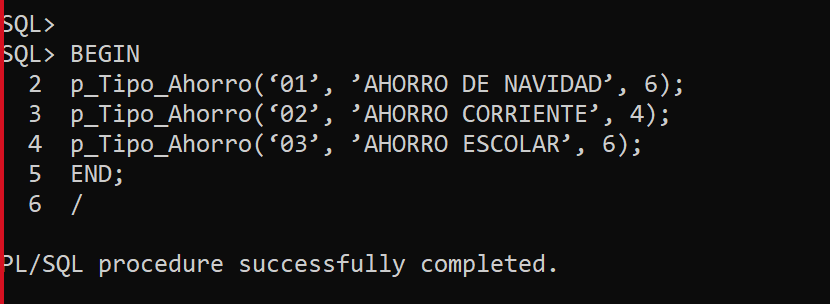 SQL>
SQL> BEGIN
2 p_Tipo_Ahorro(‘01’, ’AHORRO DE NAVIDAD’, 6);
3 p_Tipo_Ahorro(‘02’, ’AHORRO CORRIENTE’, 4);
4 p_Tipo_Ahorro(‘03’, ’AHORRO ESCOLAR’, 6);
5 END;
6 /
PL/SQL procedure successfully completed.